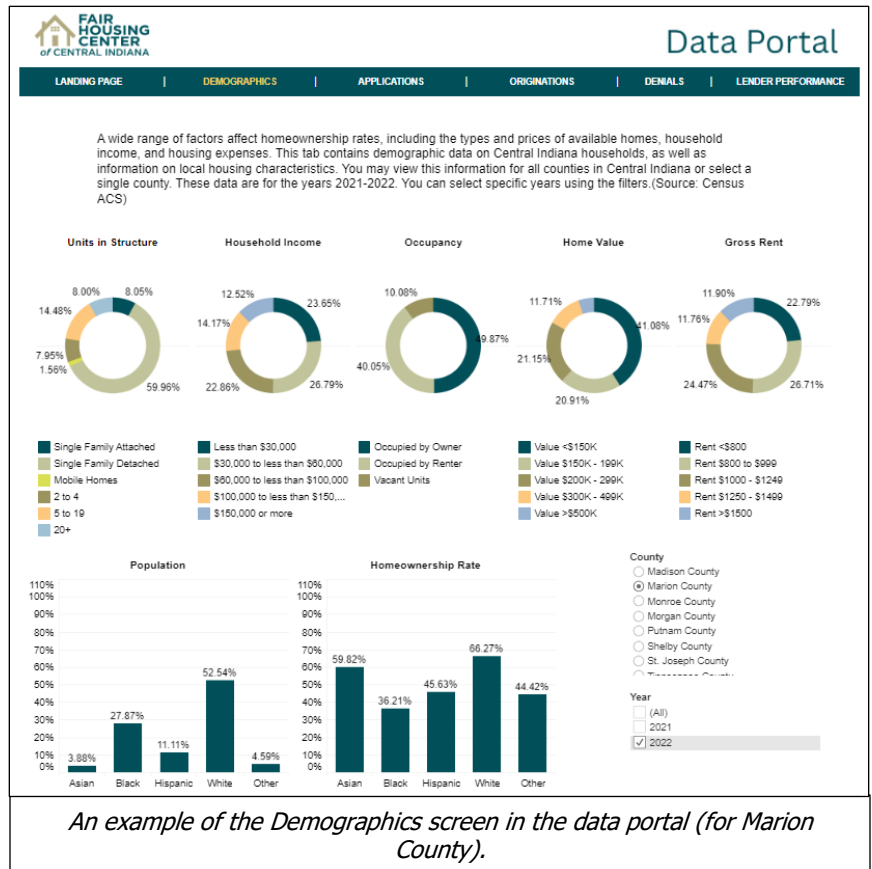 FAIR
HOUSING
CENTER
of CENTRAL INDIANA
Data Portal
LANDING PAGE | DEMOGRAPHICS | APPLICATIONS | ORIGINATIONS | DENIALS | LENDER PERFORMANCE
A wide range of factors affect homeownership rates, including the types and prices of available homes, household
income, and housing expenses. This tab contains demographic data on Central Indiana households, as well as
information on local housing characteristics. You may view this information for all counties in Central Indiana or select a
single county. These data are for the years 2021-2022. You can select specific years using the filters.(Source: Census
ACS)
Units in Structure
8.00% 8.05%
14.48%
7.95%
1.56%
59.96%
Single Family Attached
Single Family Detached
Mobile Homes
2 to 4
5 to 19
20+
Household Income
12.52%
23.65%
14.17%
22.86%
26.79%
Less than $30,000
$30,000 to less than $60,000
$60,000 to less than $100,000
$100,000 to less than $150,...
$150,000 or more
Occupancy
10.08%
49.87%
40.05%
Occupied by Owner
Occupied by Renter
Vacant Units
Home Value
11.71%
41.08%
21.15%
20.91%
Value <$150K
Value $150K - 199K
Value $200K - 299K
Value $300K - 499K
Value >$500K
Gross Rent
11.90%
22.79%
11.76%
24.47%
26.71%
Rent <$800
Rent $800 to $999
Rent $1000 - $1249
Rent $1250 - $1499
Rent >$1500
Population
110%
100%
90%
80%
70%
60%
50%
40%
30%
20%
10%
0%
3.88%
27.87%
11.11%
52.54%
4.59%
Asian Black Hispanic White Other
Homeownership Rate
110%
100%
90%
80%
70%
60%
50%
40%
30%
20%
10%
0%
59.82%
36.21%
45.63%
66.27%
44.42%
Asian Black Hispanic White Other
County
Madison County
Marion County
Monroe County
Morgan County
Putnam County
Shelby County
St. Joseph County
Year
(All)
2021
2022
An example of the Demographics screen in the data portal (for Marion
County).